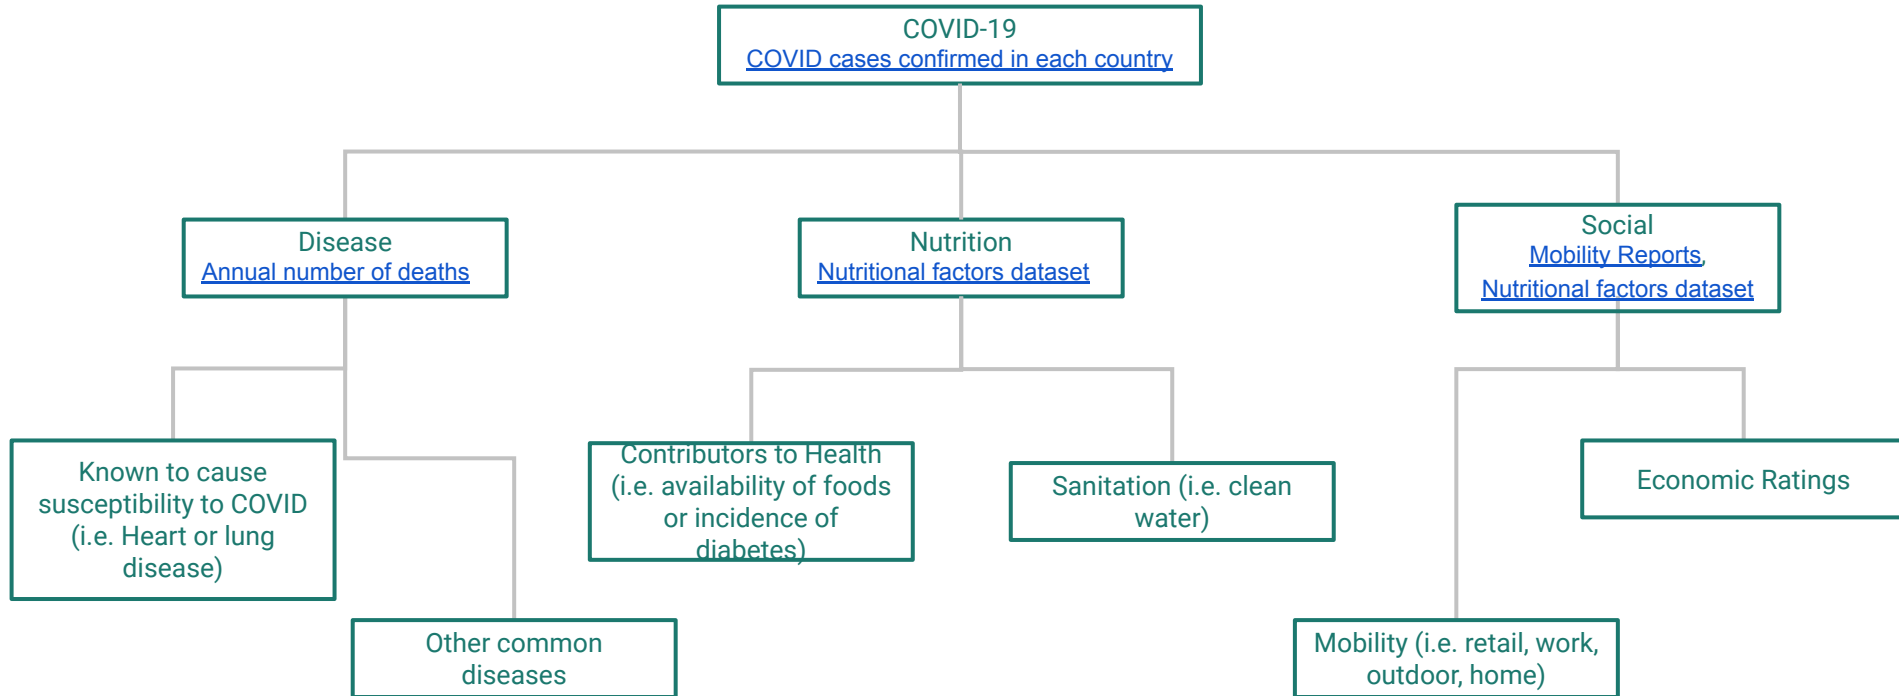 COVID-19
COVID cases confirmed in each country
Disease
Annual number of deaths
Nutrition
Nutritional factors dataset
Social
Mobility Reports,
Nutritional factors dataset
Known to cause
susceptibility to COVID
(i.e. Heart or lung
disease)
Other common
diseases
Contributors to Health
(i.e. availability of foods
or incidence of
diabetes)
Sanitation (i.e. clean
water)
Mobility (i.e. retail, work,
outdoor, home)
Economic Ratings